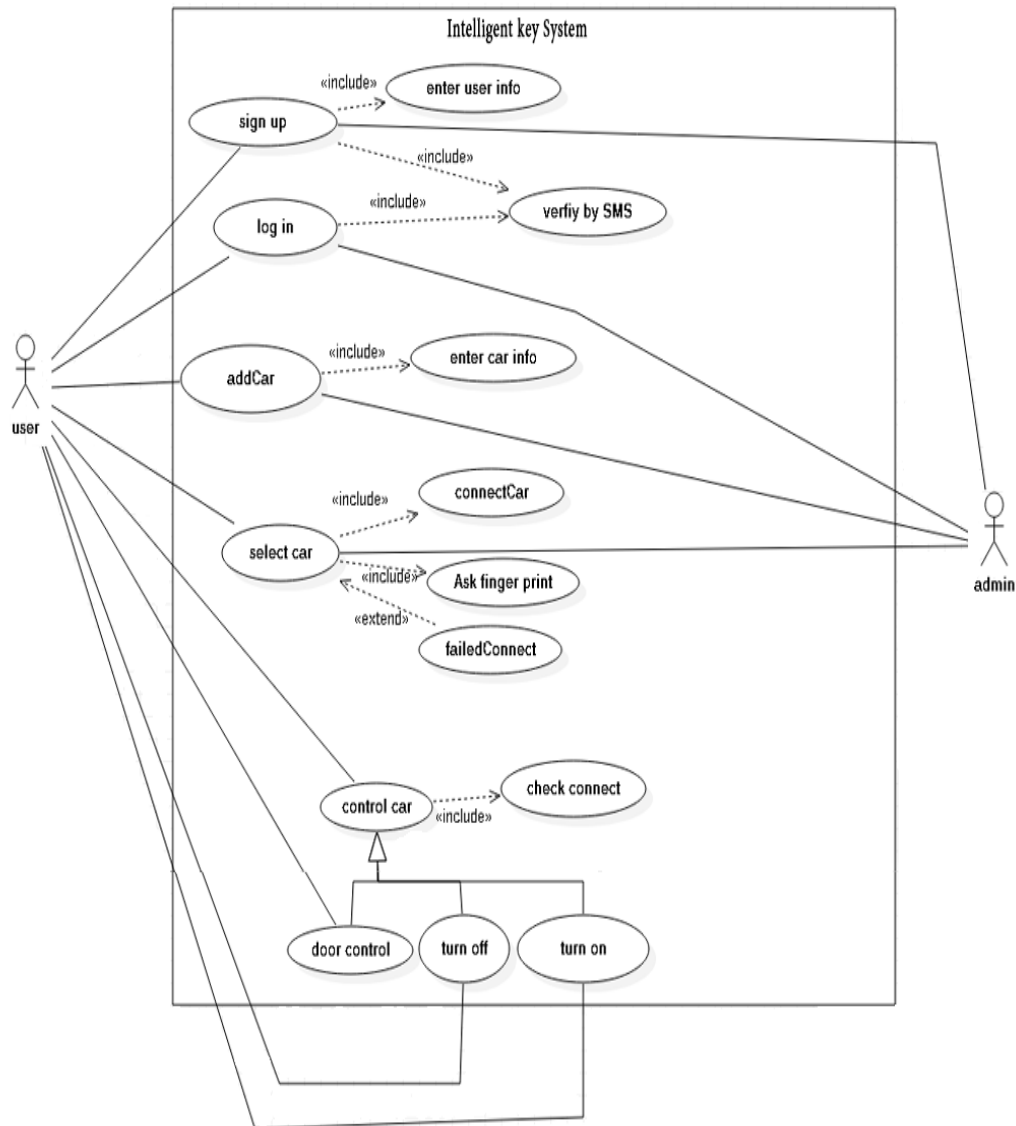 Intelligent key System
«include»
enter user info
sign up
«include»
«include»
verfiy by SMS
log in
«include»
enter car info
addCar
user
«include»
connectCar
select car
«include»
Ask finger print
admin
«extend»
failedConnect
check connect
control car
«include»
door control
turn off
turn on